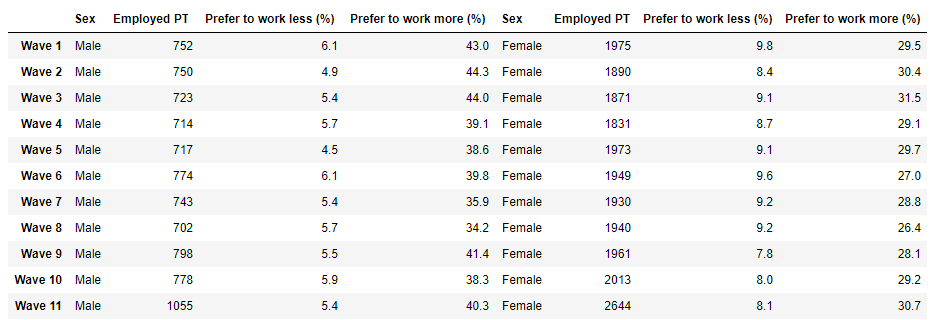 Sex Employed PT Prefer to work less (%) Prefer to work more (%) Sex Employed PT Prefer to work less (%) Prefer to work more (%)
Wave 1 Male 752 6.1 43.0 Female 1975 9.8 29.5
Wave 2 Male 750 4.9 44.3 Female 1890 8.4 30.4
Wave 3 Male 723 5.4 44.0 Female 1871 9.1 31.5
Wave 4 Male 714 5.7 39.1 Female 1831 8.7 29.1
Wave 5 Male 717 4.5 38.6 Female 1973 9.1 29.7
Wave 6 Male 774 6.1 39.8 Female 1949 9.6 27.0
Wave 7 Male 743 5.4 35.9 Female 1930 9.2 28.8
Wave 8 Male 702 5.7 34.2 Female 1940 9.2 26.4
Wave 9 Male 798 5.5 41.4 Female 1961 7.8 28.1
Wave 10 Male 778 5.9 38.3 Female 2013 8.0 29.2
Wave 11 Male 1055 5.4 40.3 Female 2644 8.1 30.7